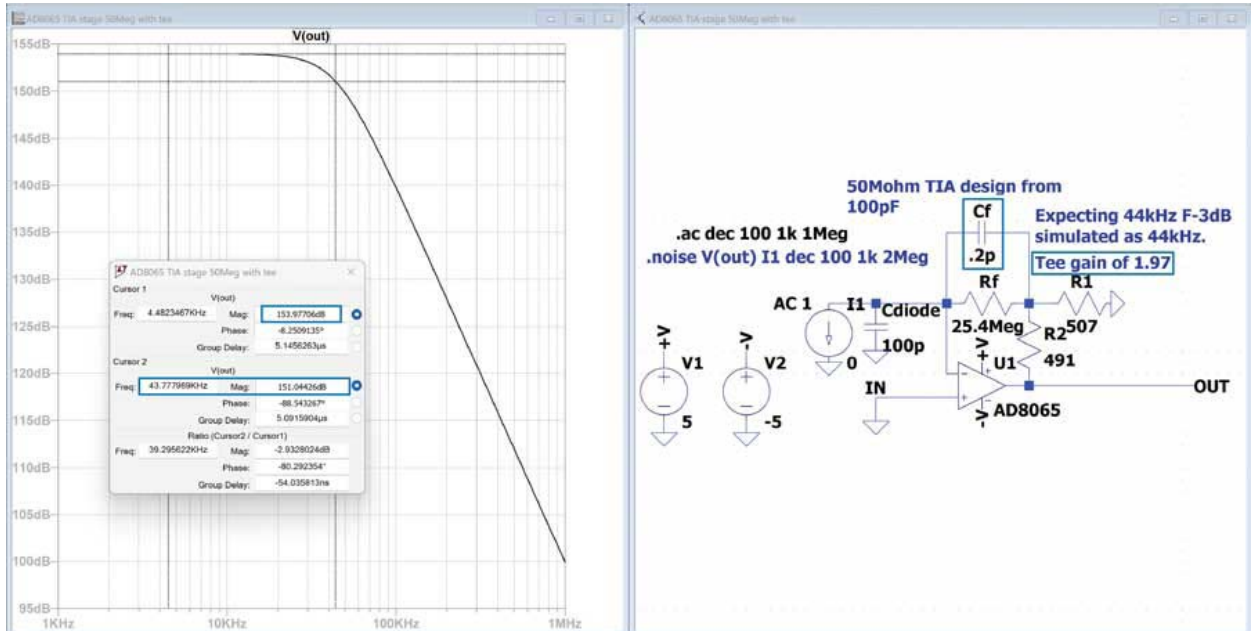 AD8065 TIA stage 50Meg with tee
V(out)
155dB
150dB
145dB
140dB
135dB
130dB
125dB
120dB
115dB
110dB
105dB
100dB
95dB
1KHz 10KHz 100KHz 1MHz
AD8065 TIA stage 50Meg with tee
Cursor 1
V(out)
Freq: 4.4823467KHz Mag: 153.97706dB
Phase: -8.2509135°
Group Delay: 5.1456263µs
Cursor 2
V(out)
Freq: 43.777969KHz Mag: 151.04426dB
Phase: -88.543267°
Group Delay: 5.0915904µs
Ratio (Cursor2 / Cursor1)
Freq: 39.295622KHz Mag: -2.9328024dB
Phase: -80.292354°
Group Delay: -54.035813ns
AD8065 TIA stage 50Meg with tee
50Mohm TIA design from
100pF
.ac dec 100 1k 1Meg
.noise V(out) I1 dec 100 1k 2Meg
Cf
.2p
Expecting 44kHz F-3dB
simulated as 44kHz.
Tee gain of 1.97
AC 1 I1
0
Cdiode
100p
Rf
25.4Meg
R1
507
R2
491
+V
V1
5
-V
V2
-5
IN
+V
U1
-V
AD8065
OUT